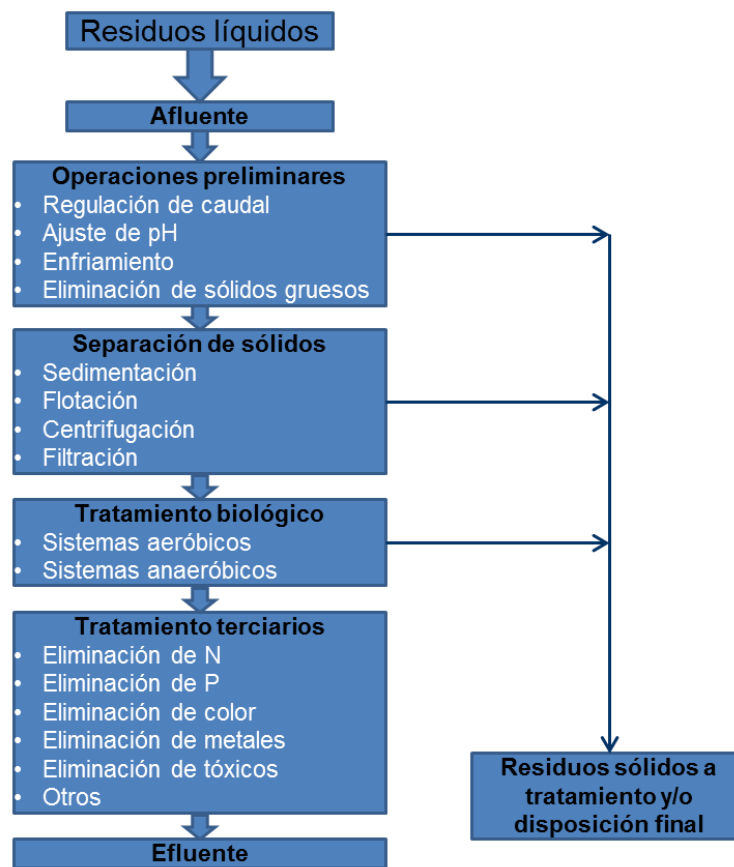 Residuos líquidos
Afluente
Operaciones preliminares
• Regulación de caudal
• Ajuste de pH
• Enfriamiento
• Eliminación de sólidos gruesos
Separación de sólidos
• Sedimentación
• Flotación
• Centrifugación
• Filtración
Tratamiento biológico
• Sistemas aeróbicos
• Sistemas anaeróbicos
Tratamiento terciarios
• Eliminación de N
• Eliminación de P
• Eliminación de color
• Eliminación de metales
• Eliminación de tóxicos
• Otros
Efluente
Residuos sólidos a
tratamiento y/o
disposición final